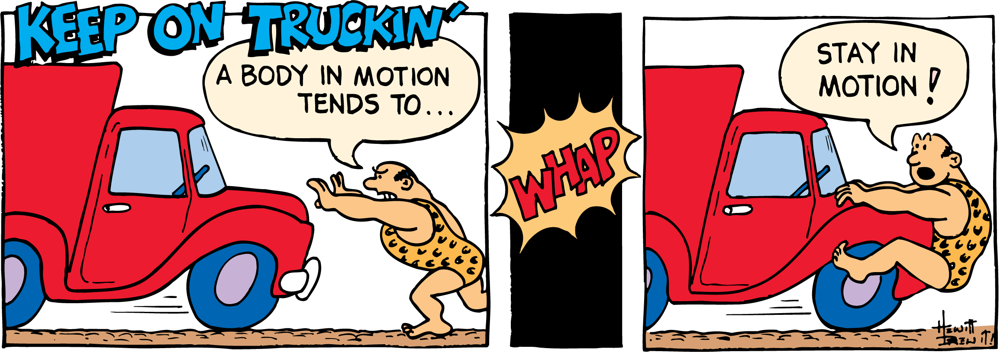 KEEP ON TRUCKIN'
A BODY IN MOTION
TENDS TO...
WHAP
STAY IN
MOTION!
HEWITT
DREW IT!